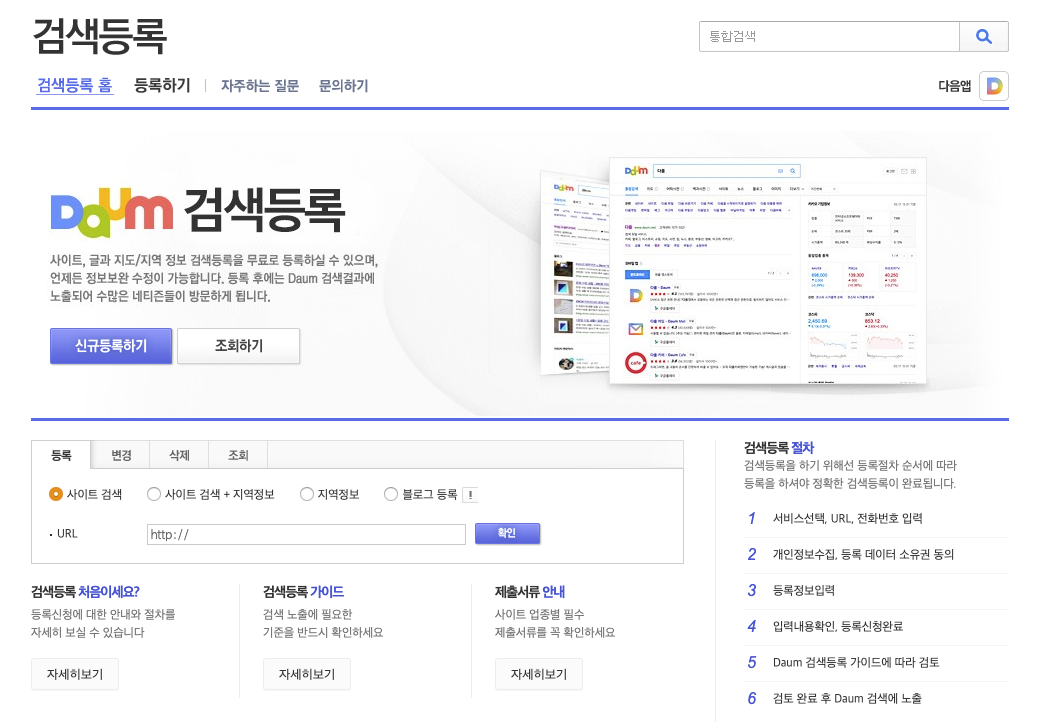 검색등록
통합검색
검색등록 홈 등록하기 자주하는 질문 문의하기
다음앱
Daum 검색등록
사이트, 글과 지도/지역 정보 검색등록을 무료로 등록하실 수 있으며,
언제든 정보보완 수정이 가능합니다. 등록 후에는 Daum 검색결과에
노출되어 수많은 네티즌들이 방문하게 됩니다.
신규등록하기 조회하기
등록 변경 삭제 조회
사이트 검색 사이트 검색 + 지역정보 지역정보 블로그 등록 !
· URL http:// 확인
검색등록 처음이세요?
등록신청에 대한 안내와 절차를
자세히 보실 수 있습니다
자세히보기
검색등록 가이드
검색 노출에 필요한
기준을 반드시 확인하세요
자세히보기
제출서류 안내
사이트 업종별 필수
제출서류를 꼭 확인하세요
자세히보기
검색등록 절차
검색등록을 하기 위해선 등록절차 순서에 따라
등록을 하셔야 정확한 검색등록이 완료됩니다.
1 서비스선택, URL, 전화번호 입력
2 개인정보수집, 등록 데이터 소유권 동의
3 등록정보입력
4 입력내용확인, 등록신청완료
5 Daum 검색등록 가이드에 따라 검토
6 검토 완료 후 Daum 검색에 노출